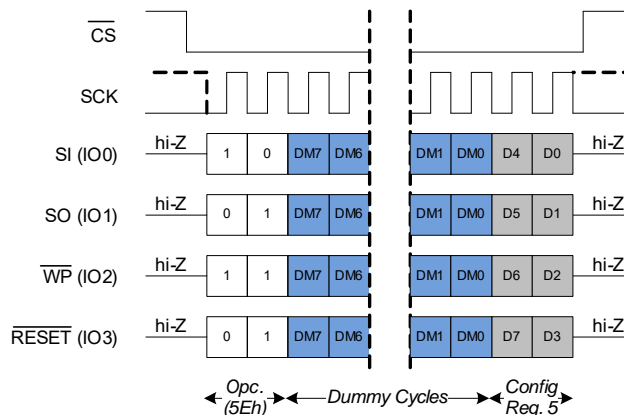 CS
SCK
hi-Z hi-Z
SI (IO0) 1 0 DM7 DM6 DM1 DM0 D4 D0
hi-Z hi-Z
SO (IO1) 0 1 DM7 DM6 DM1 DM0 D5 D1
hi-Z hi-Z
WP (IO2) 1 1 DM7 DM6 DM1 DM0 D6 D2
hi-Z hi-Z
RESET (IO3) 0 1 DM7 DM6 DM1 DM0 D7 D3
Opc. Dummy Cycles Config
(5Eh) Reg. 5